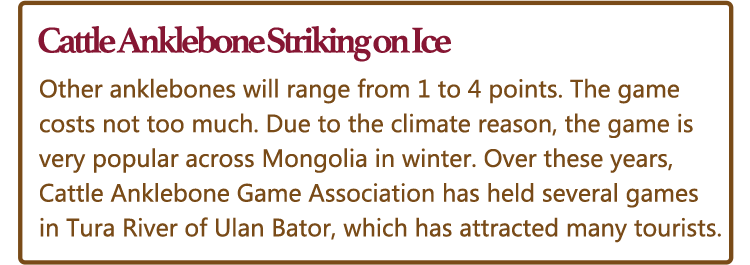 Cattle Anklebone Striking on Ice
Other anklebones will range from 1 to 4 points. The game
costs not too much. Due to the climate reason, the game is
very popular across Mongolia in winter. Over these years,
Cattle Anklebone Game Association has held several games
in Tura River of Ulan Bator, which has attracted many tourists.